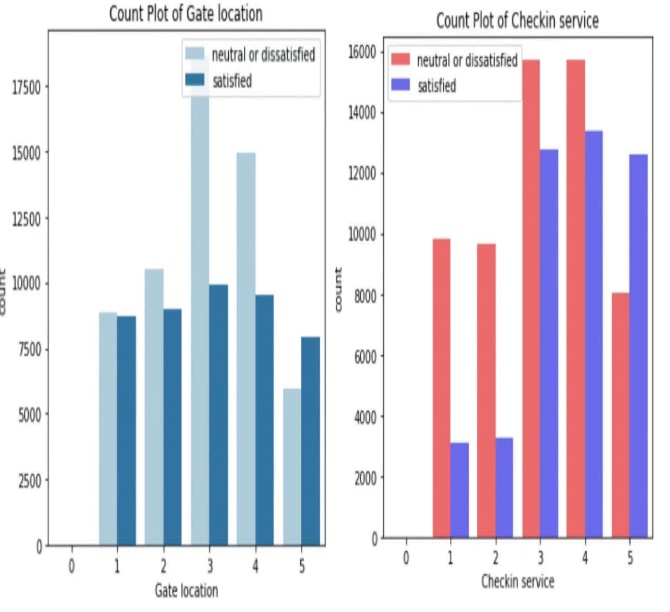 Count Plot of Gate location
neutral or dissatisfied
satisfied
17500
15000
12500
10000
7500
5000
2500
0
count
0 1 2 3 4 5
Gate location
Count Plot of Checkin service
neutral or dissatisfied
satisfied
16000
14000
12000
10000
8000
6000
4000
2000
0
count
0 1 2 3 4 5
Checkin service